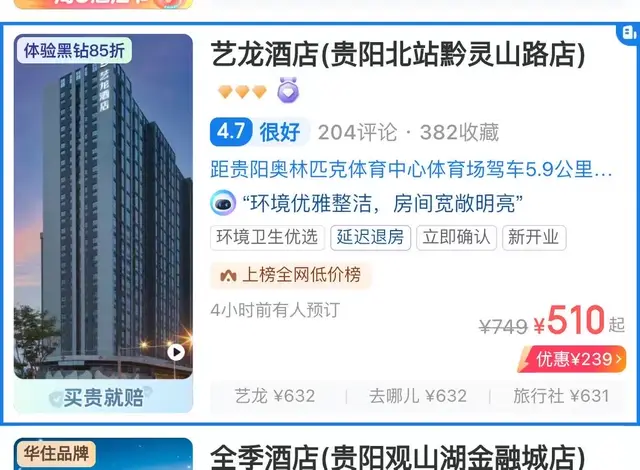 体验黑钻85折
艺龙酒店
买贵就赔
艺龙酒店(贵阳北站黔灵山路店)
4.7 很好 204评论 · 382收藏
距贵阳奥林匹克体育中心体育场驾车5.9公里...
“环境优雅整洁，房间宽敞明亮”
环境卫生优选 延迟退房 立即确认 新开业
上榜全网低价榜
4小时前有人预订
¥749 ¥510起
优惠¥239>
艺龙 ¥632 去哪儿 ¥632 旅行社 ¥631
华住品牌
全季酒店(贵阳观山湖金融城店)